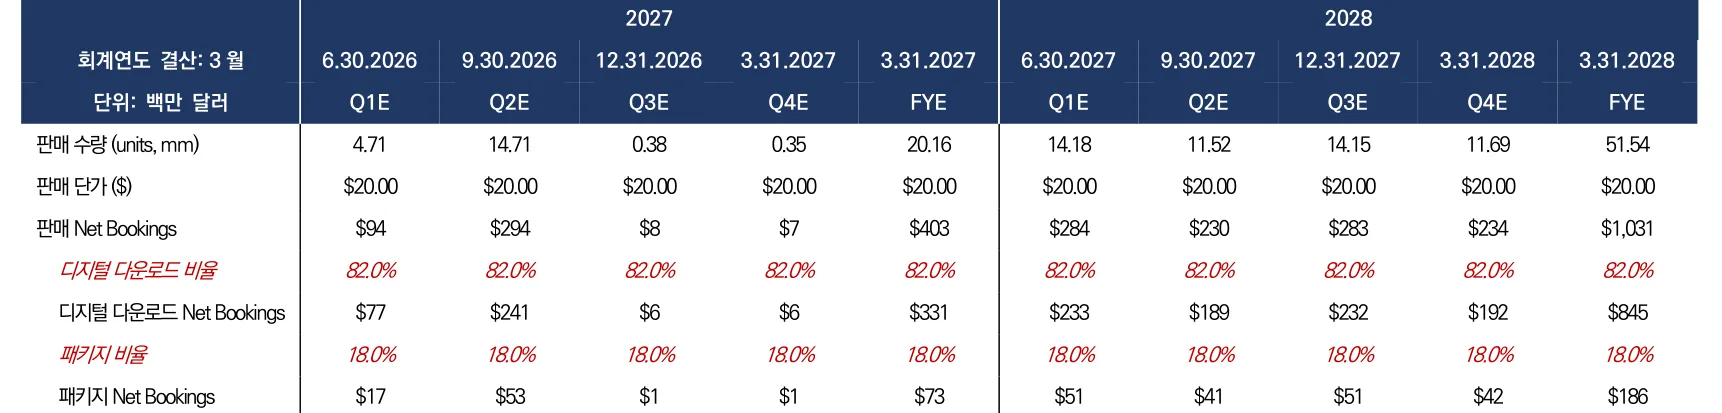 2027 2028
회계연도 결산: 3 월 6.30.2026 9.30.2026 12.31.2026 3.31.2027 3.31.2027 6.30.2027 9.30.2027 12.31.2027 3.31.2028 3.31.2028
단위: 백만 달러 Q1E Q2E Q3E Q4E FYE Q1E Q2E Q3E Q4E FYE
판매 수량 (units, mm) 4.71 14.71 0.38 0.35 20.16 14.18 11.52 14.15 11.69 51.54
판매 단가 ($) $20.00 $20.00 $20.00 $20.00 $20.00 $20.00 $20.00 $20.00 $20.00 $20.00
판매 Net Bookings $94 $294 $8 $7 $403 $284 $230 $283 $234 $1,031
디지털 다운로드 비율 82.0% 82.0% 82.0% 82.0% 82.0% 82.0% 82.0% 82.0% 82.0% 82.0%
디지털 다운로드 Net Bookings $77 $241 $6 $6 $331 $233 $189 $232 $192 $845
패키지 비율 18.0% 18.0% 18.0% 18.0% 18.0% 18.0% 18.0% 18.0% 18.0% 18.0%
패키지 Net Bookings $17 $53 $1 $1 $73 $51 $41 $51 $42 $186